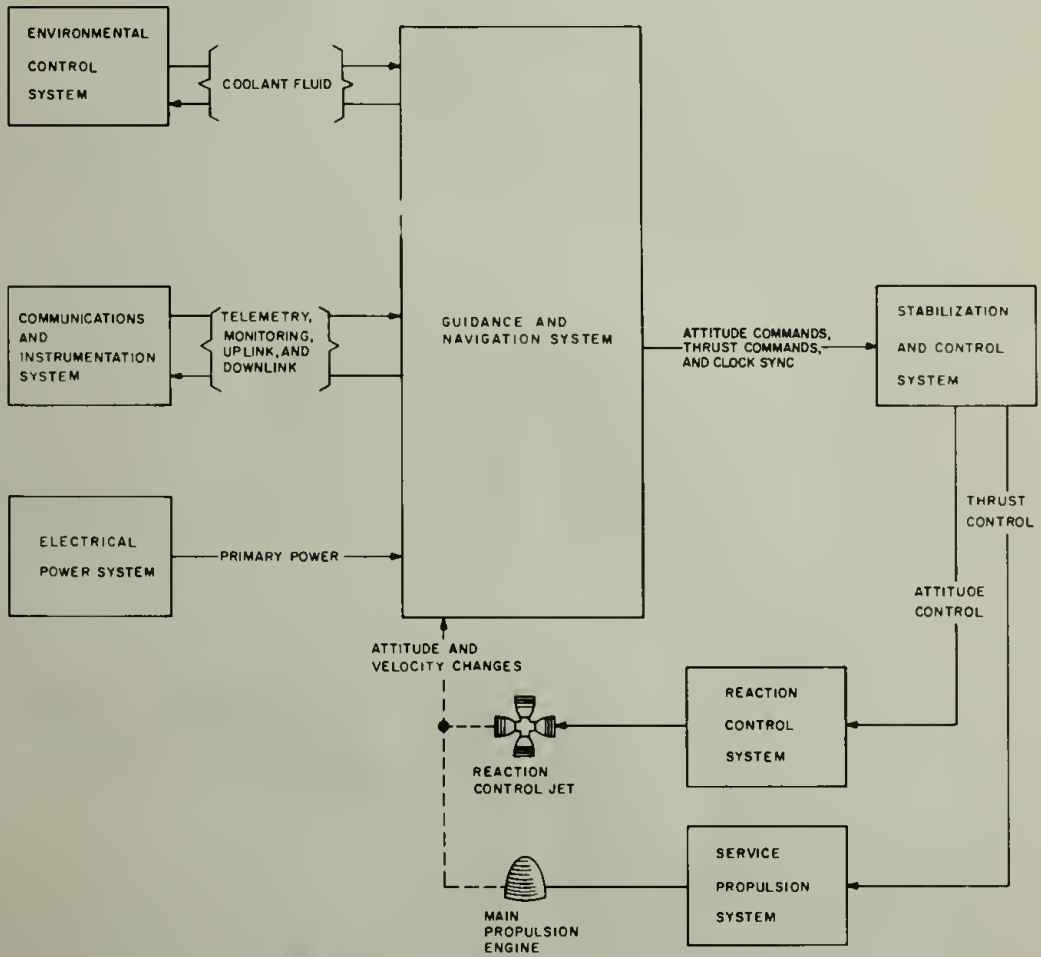 ENVIRONMENTAL
CONTROL
SYSTEM
COOLANT FLUID
COMMUNICATIONS
AND
INSTRUMENTATION
SYSTEM
TELEMETRY,
MONITORING,
UPLINK, AND
DOWNLINK
GUIDANCE AND
NAVIGATION SYSTEM
ATTITUDE COMMANDS,
THRUST COMMANDS,
AND CLOCK SYNC
STABILIZATION
AND CONTROL
SYSTEM
ELECTRICAL
POWER SYSTEM
PRIMARY POWER
THRUST
CONTROL
ATTITUDE
CONTROL
ATTITUDE AND
VELOCITY CHANGES
REACTION
CONTROL JET
REACTION
CONTROL
SYSTEM
MAIN
PROPULSION
ENGINE
SERVICE
PROPULSION
SYSTEM